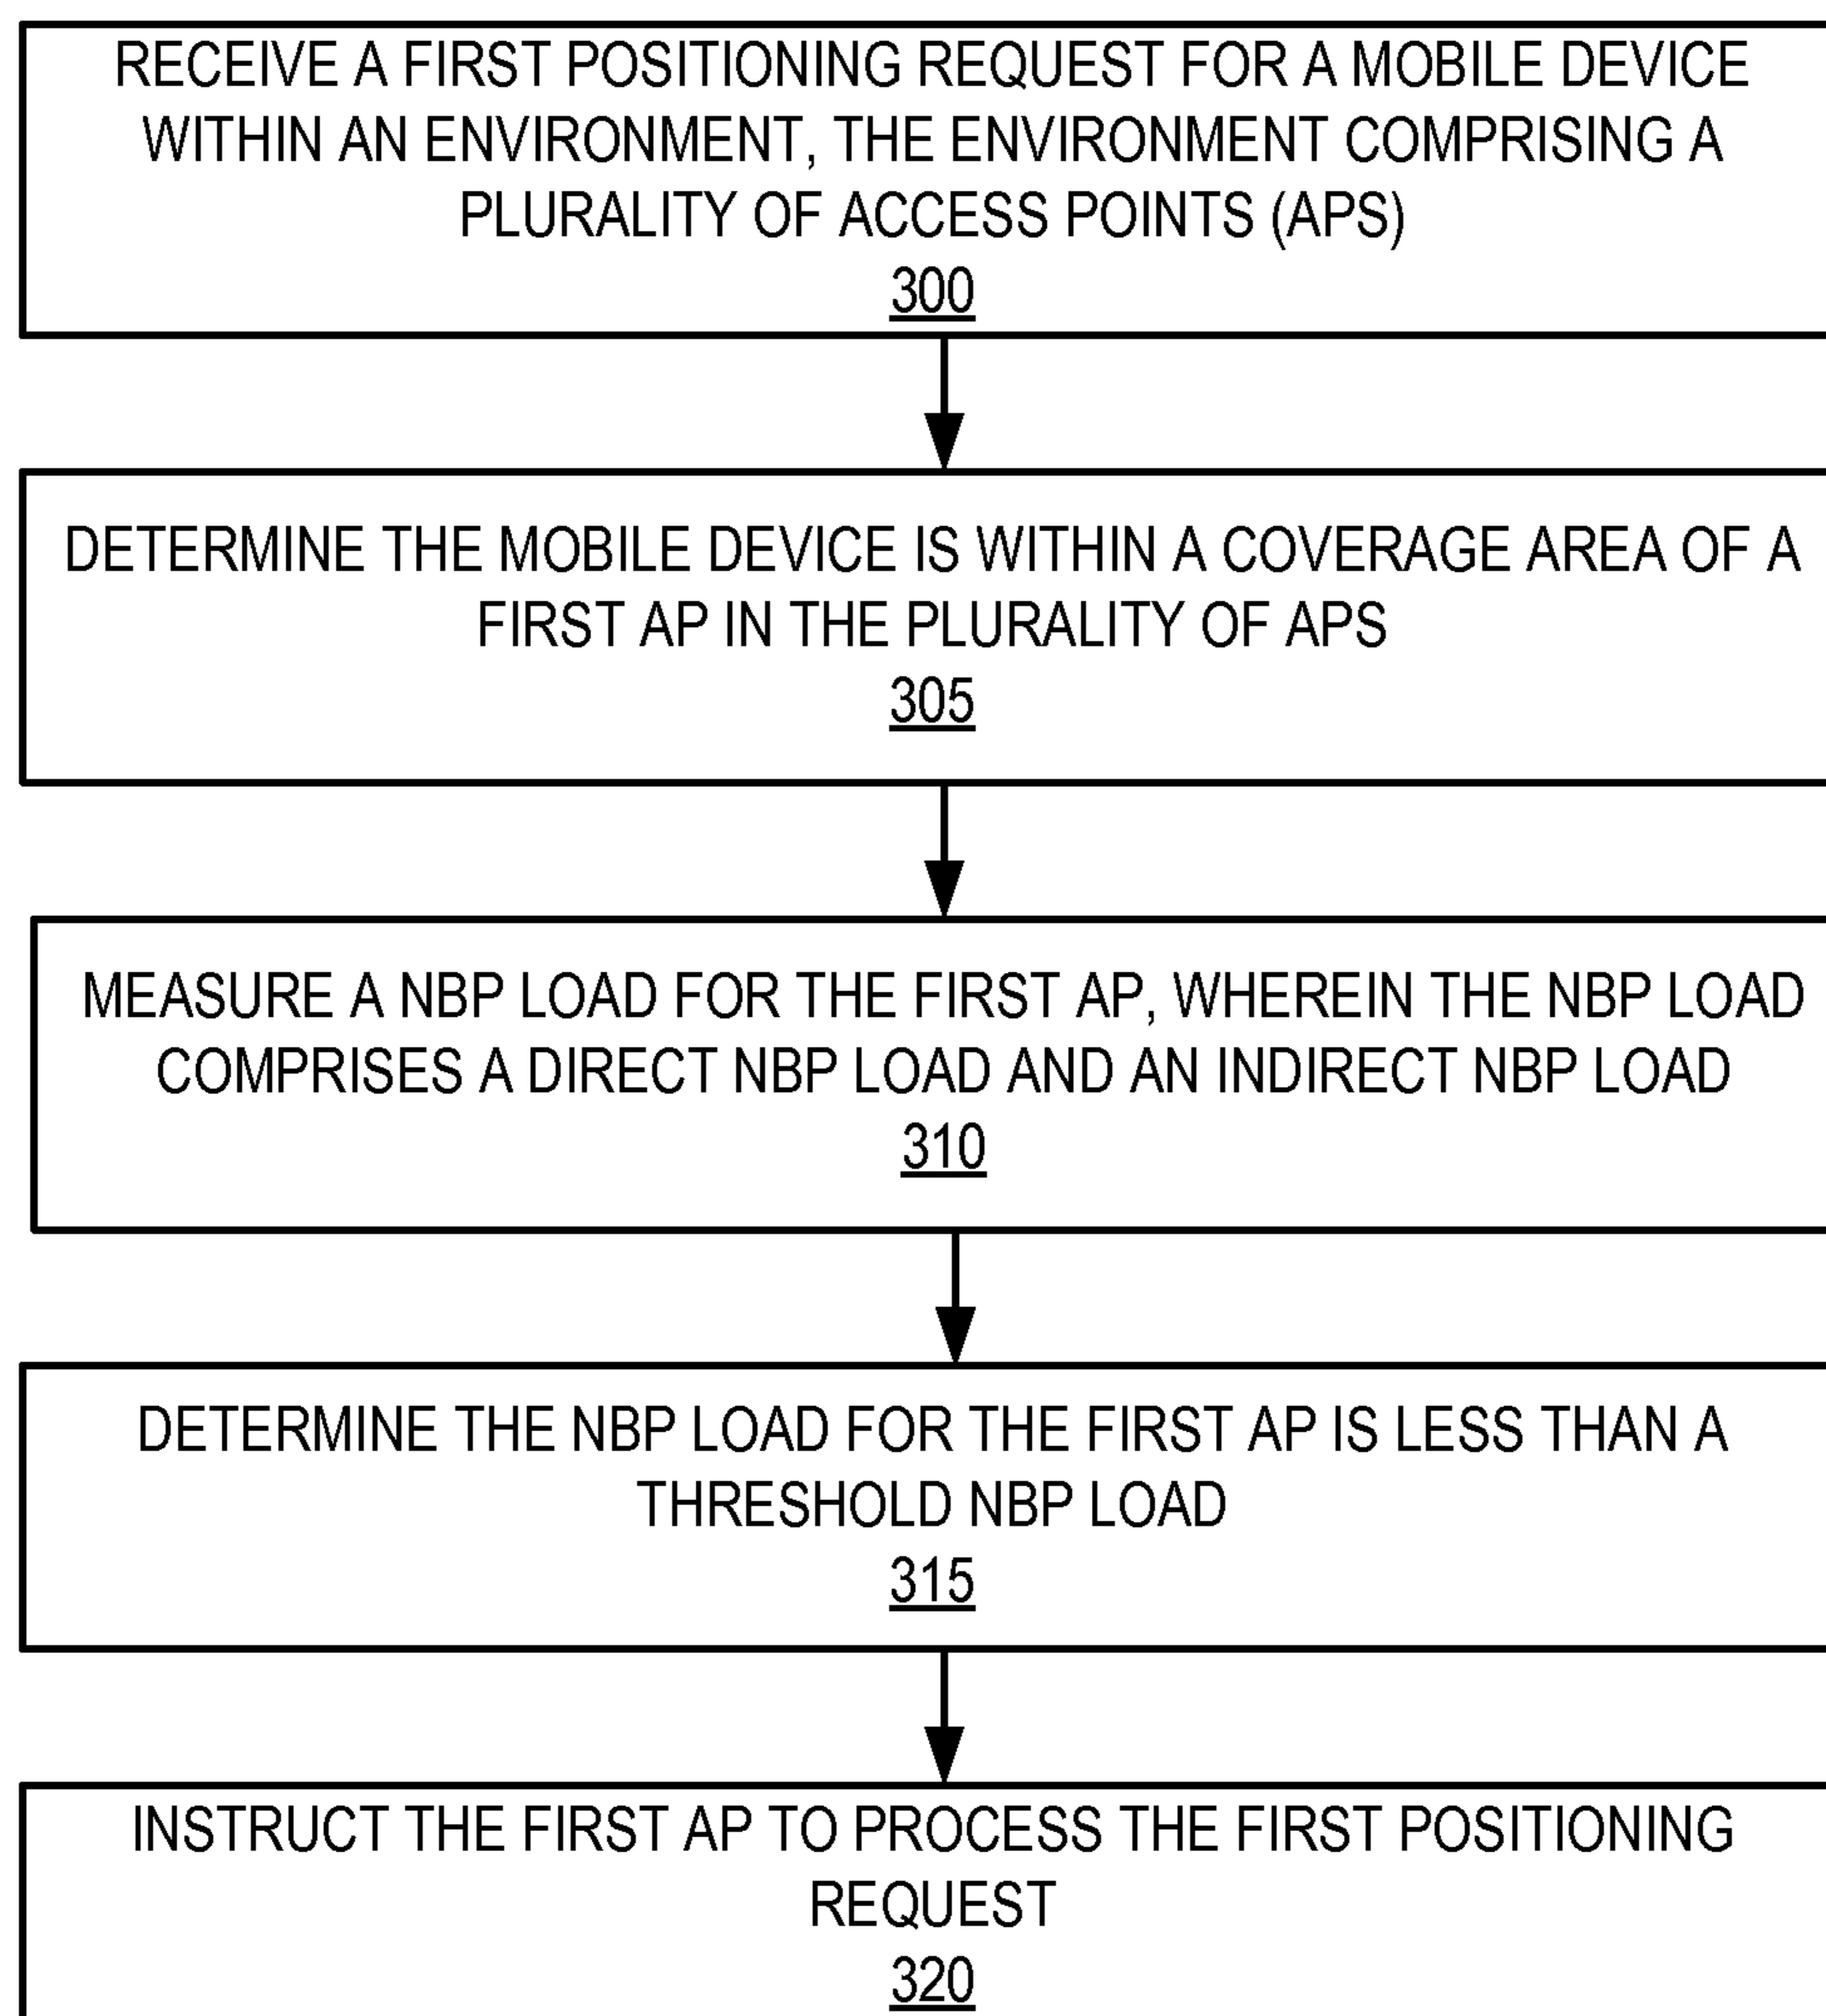 RECEIVE A FIRST POSITIONING REQUEST FOR A MOBILE DEVICE
WITHIN AN ENVIRONMENT, THE ENVIRONMENT COMPRISING A
PLURALITY OF ACCESS POINTS (APS)
300
DETERMINE THE MOBILE DEVICE IS WITHIN A COVERAGE AREA OF A
FIRST AP IN THE PLURALITY OF APS
305
MEASURE A NBP LOAD FOR THE FIRST AP, WHEREIN THE NBP LOAD
COMPRISES A DIRECT NBP LOAD AND AN INDIRECT NBP LOAD
310
DETERMINE THE NBP LOAD FOR THE FIRST AP IS LESS THAN A
THRESHOLD NBP LOAD
315
INSTRUCT THE FIRST AP TO PROCESS THE FIRST POSITIONING
REQUEST
320